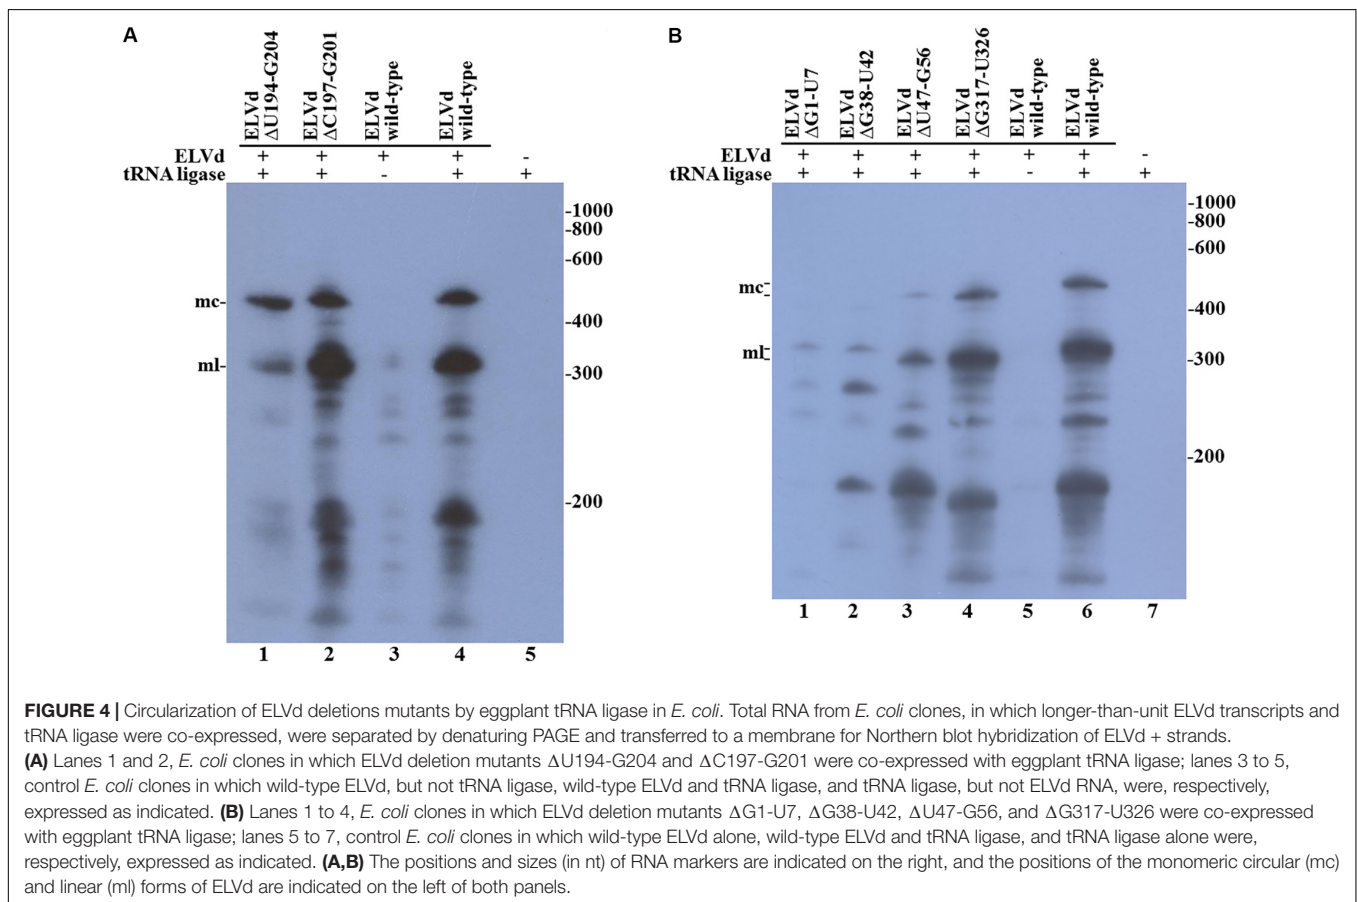 A
ELVd ΔU194-G204
ELVd ΔC197-G201
ELVd wild-type
ELVd wild-type
ELVd + + + + -
tRNA ligase + + - + +
-1000
-800
-600
mc-
-400
ml-
-300
-200
1 2 3 4 5
B
ELVd ΔG1-U7
ELVd ΔG38-U42
ELVd ΔU47-G56
ELVd ΔG317-U326
ELVd wild-type
ELVd wild-type
ELVd + + + + + + -
tRNA ligase + + + + - + +
-1000
-800
-600
mc-
-400
ml-
-300
-200
1 2 3 4 5 6 7
FIGURE 4 | Circularization of ELVd deletions mutants by eggplant tRNA ligase in E. coli. Total RNA from E. coli clones, in which longer-than-unit ELVd transcripts and
tRNA ligase were co-expressed, were separated by denaturing PAGE and transferred to a membrane for Northern blot hybridization of ELVd + strands.
(A) Lanes 1 and 2, E. coli clones in which ELVd deletion mutants ΔU194-G204 and ΔC197-G201 were co-expressed with eggplant tRNA ligase; lanes 3 to 5,
control E. coli clones in which wild-type ELVd, but not tRNA ligase, wild-type ELVd and tRNA ligase, and tRNA ligase, but not ELVd RNA, were, respectively,
expressed as indicated. (B) Lanes 1 to 4, E. coli clones in which ELVd deletion mutants ΔG1-U7, ΔG38-U42, ΔU47-G56, and ΔG317-U326 were co-expressed
with eggplant tRNA ligase; lanes 5 to 7, control E. coli clones in which wild-type ELVd alone, wild-type ELVd and tRNA ligase, and tRNA ligase alone were,
respectively, expressed as indicated. (A,B) The positions and sizes (in nt) of RNA markers are indicated on the right, and the positions of the monomeric circular (mc)
and linear (ml) forms of ELVd are indicated on the left of both panels.